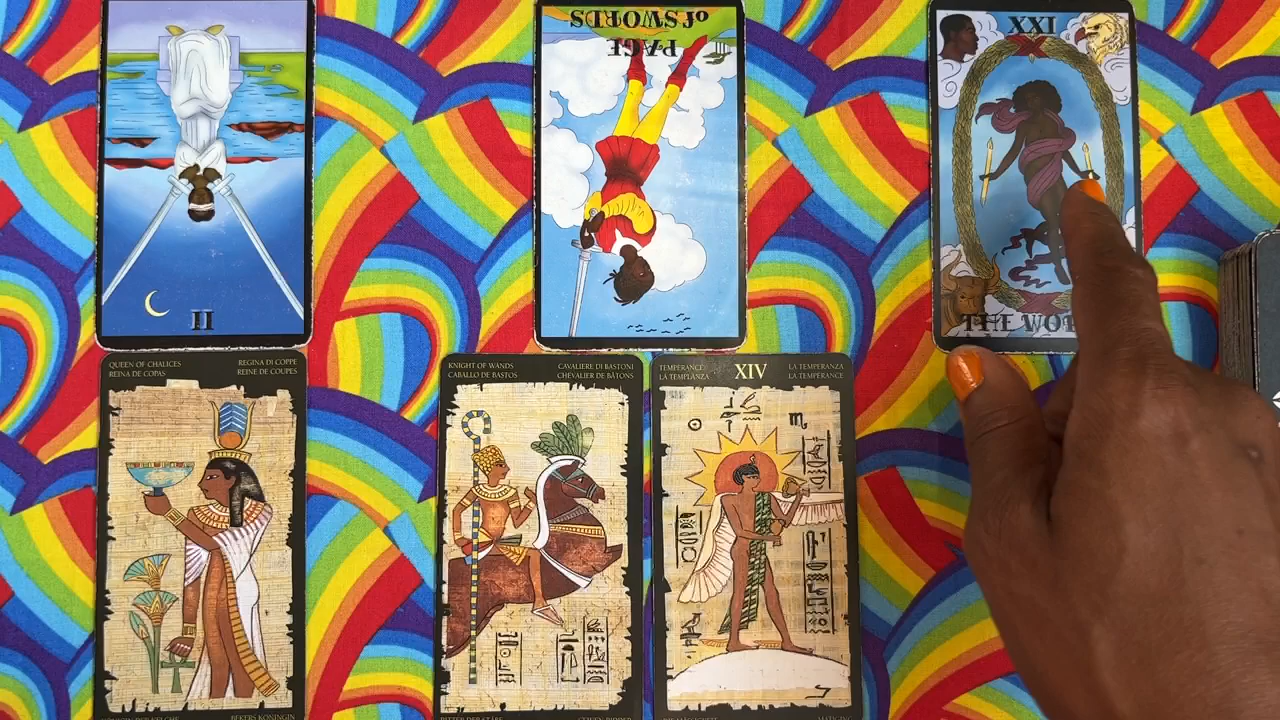 PAGE
of SWORDS
XXI
THE WO
II
QUEEN OF CHALICES
REINA DE COPAS
REGINA DI COPPE
REINE DE COUPES
KNIGHT OF WANDS
CABALLO DE BASTOS
CAVALIERE DI BASTONI
CHEVALIER DE BÂTONS
TEMPERANCE
LA TEMPLANZA
XIV
LA TEMPERANZA
LA TEMPÉRANCE
BEKERS KONINGIN